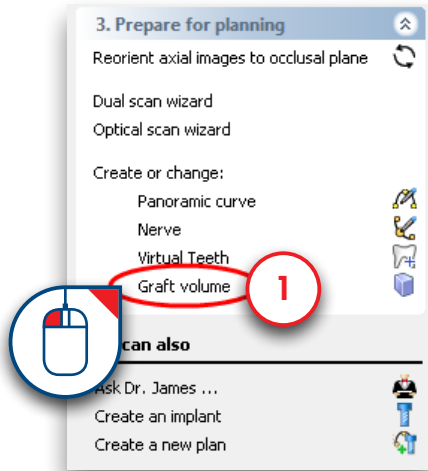 3. Prepare for planning
Reorient axial images to occlusal plane
Dual scan wizard
Optical scan wizard
Create or change:
Panoramic curve
Nerve
Virtual Teeth
Graft volume
1
can also
Ask Dr. James ...
Create an implant
Create a new plan